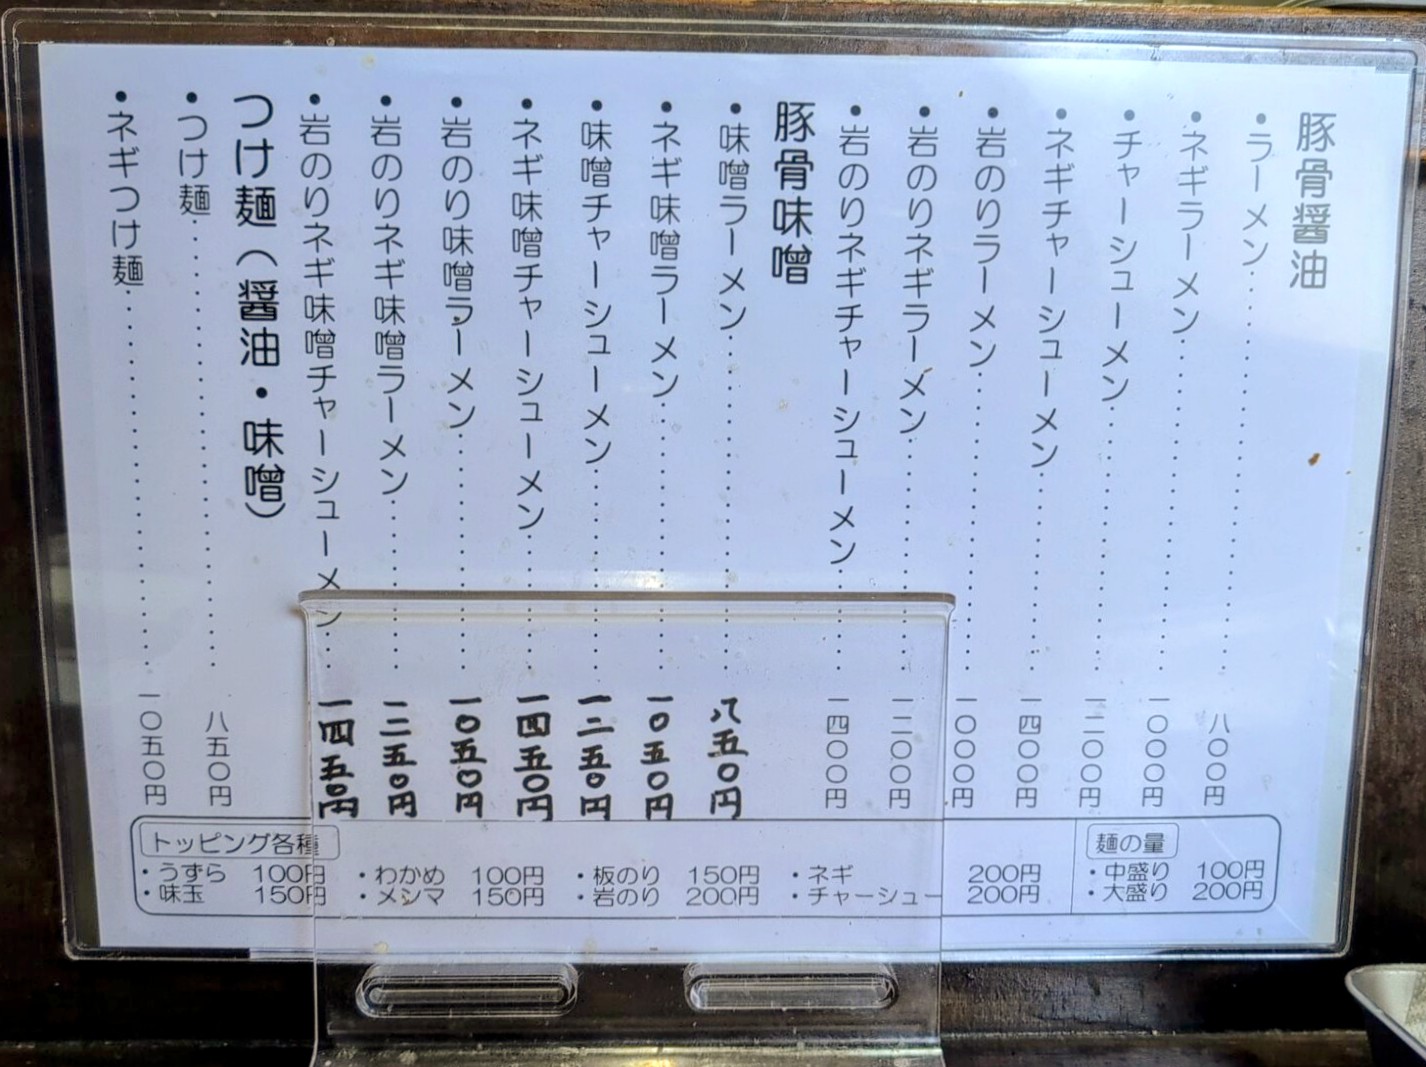 豚骨醤油
・ラーメン……………………八〇〇円
・ネギラーメン……………………一〇〇〇円
・チャーシューメン……………………一二〇〇円
・ネギチャーシューメン……………………一四〇〇円
・岩のりラーメン……………………一〇〇〇円
・岩のりネギラーメン……………………一二〇〇円
・岩のりネギチャーシューメン…………一四〇〇円
豚骨味噌
・味噌ラーメン……………………八五〇円
・ネギ味噌ラーメン……………………一〇五〇円
・味噌チャーシューメン……………………一二五〇円
・ネギ味噌チャーシューメン…………一四五〇円
・岩のり味噌ラーメン……………………一〇五〇円
・岩のりネギ味噌ラーメン……………一二五〇円
・岩のりネギ味噌チャーシューメン…一四五〇円
つけ麺（醤油・味噌）
・つけ麺……………………八五〇円
・ネギつけ麺……………………一〇五〇円
トッピング各種
・うずら 100円 ・わかめ 100円 ・板のり 150円 ・ネギ 200円
・味玉 150円 ・メンマ 150円 ・岩のり 200円 ・チャーシュー 200円
麺の量
・中盛り 100円
・大盛り 200円